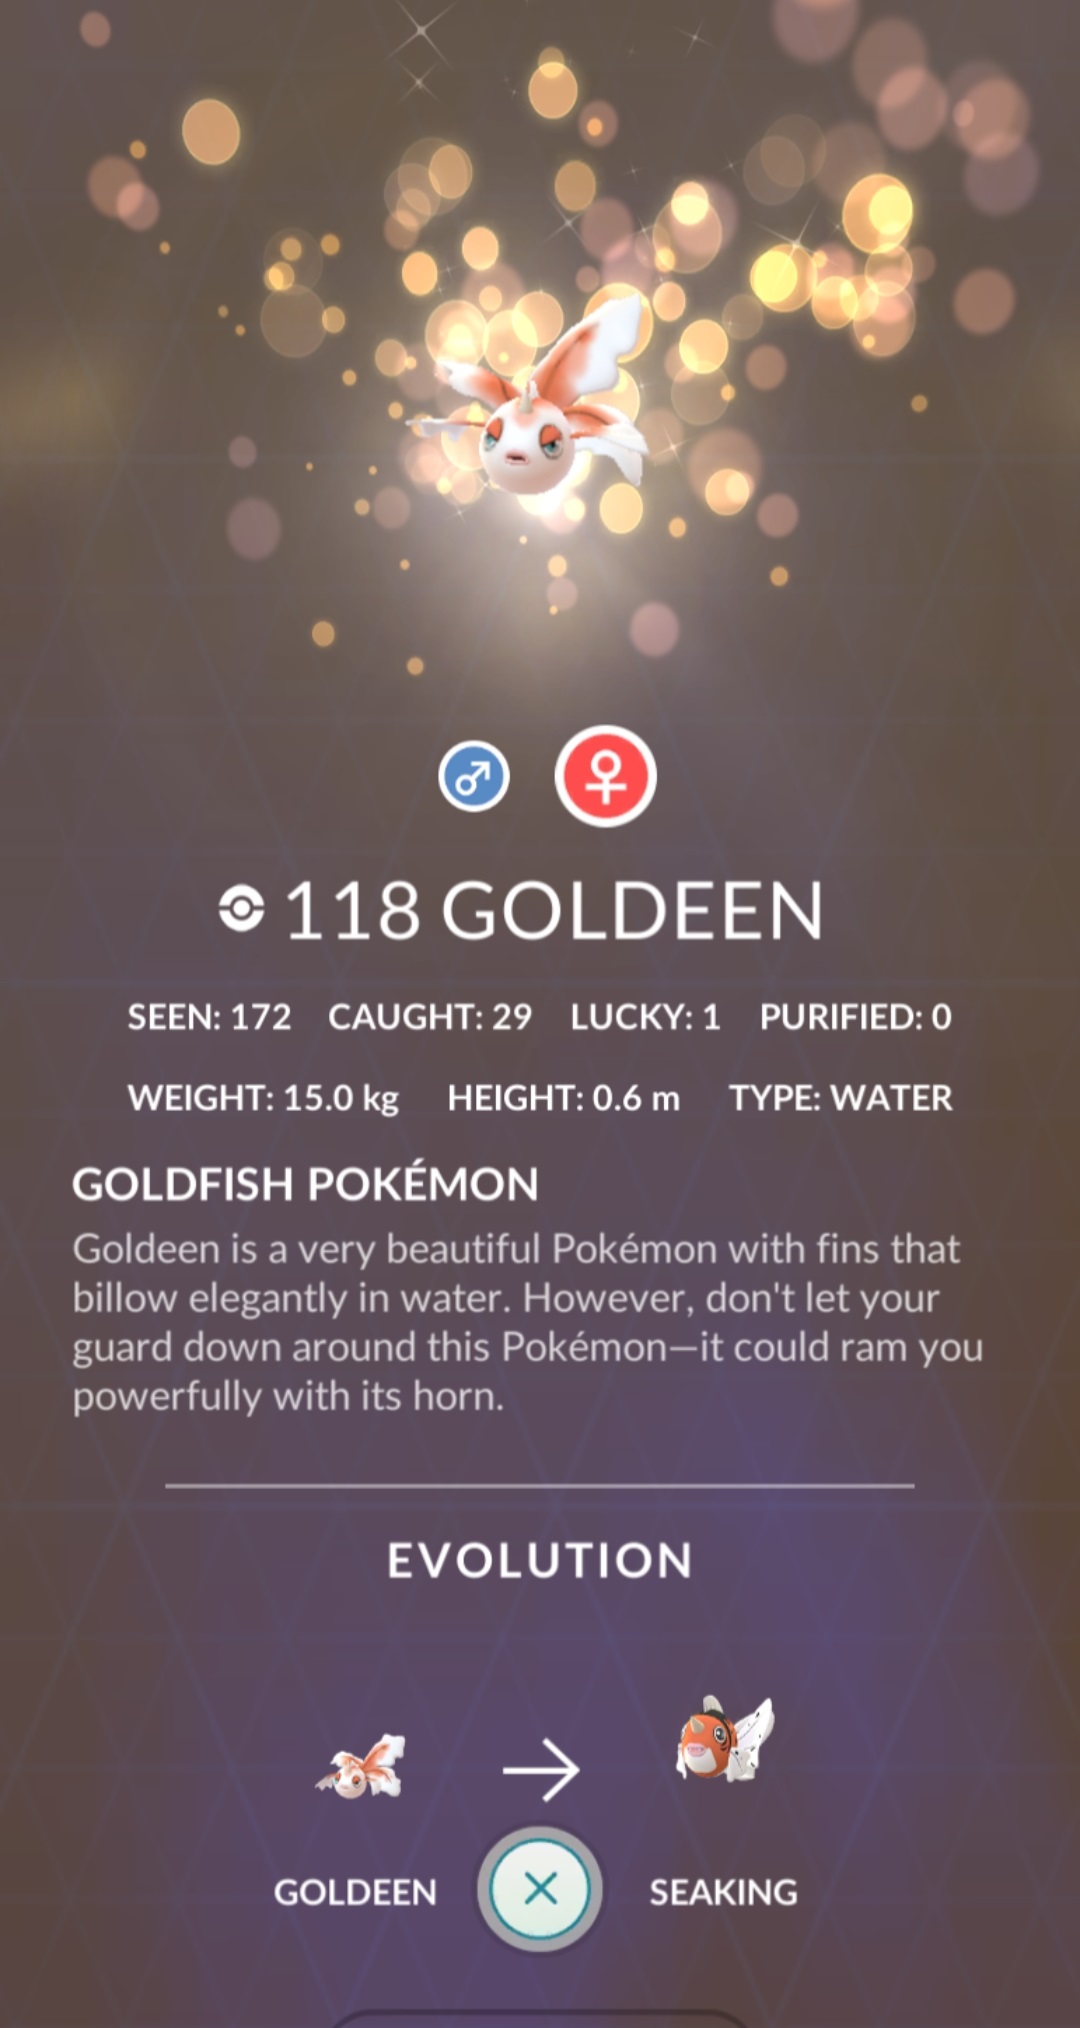 118 GOLDEEN
SEEN: 172 CAUGHT: 29 LUCKY: 1 PURIFIED: 0
WEIGHT: 15.0 kg HEIGHT: 0.6 m TYPE: WATER
GOLDFISH POKÉMON
Goldeen is a very beautiful Pokémon with fins that
billow elegantly in water. However, don't let your
guard down around this Pokémon—it could ram you
powerfully with its horn.
EVOLUTION
GOLDEEN SEAKING